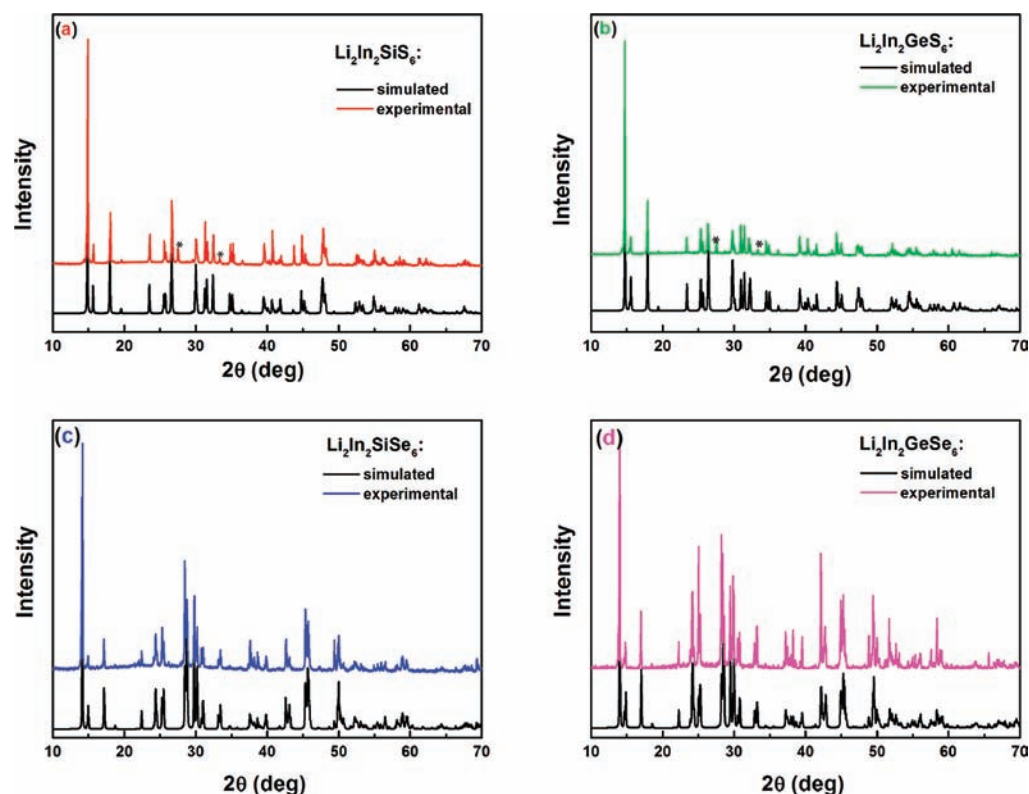 (a)
Li₂In₂SiS₆:
simulated
experimental
Intensity
*
*
10 20 30 40 50 60 70
2θ (deg)
(b)
Li₂In₂GeS₆:
simulated
experimental
Intensity
*
*
10 20 30 40 50 60 70
2θ (deg)
(c)
Li₂In₂SiSe₆:
simulated
experimental
Intensity
10 20 30 40 50 60 70
2θ (deg)
(d)
Li₂In₂GeSe₆:
simulated
experimental
Intensity
10 20 30 40 50 60 70
2θ (deg)